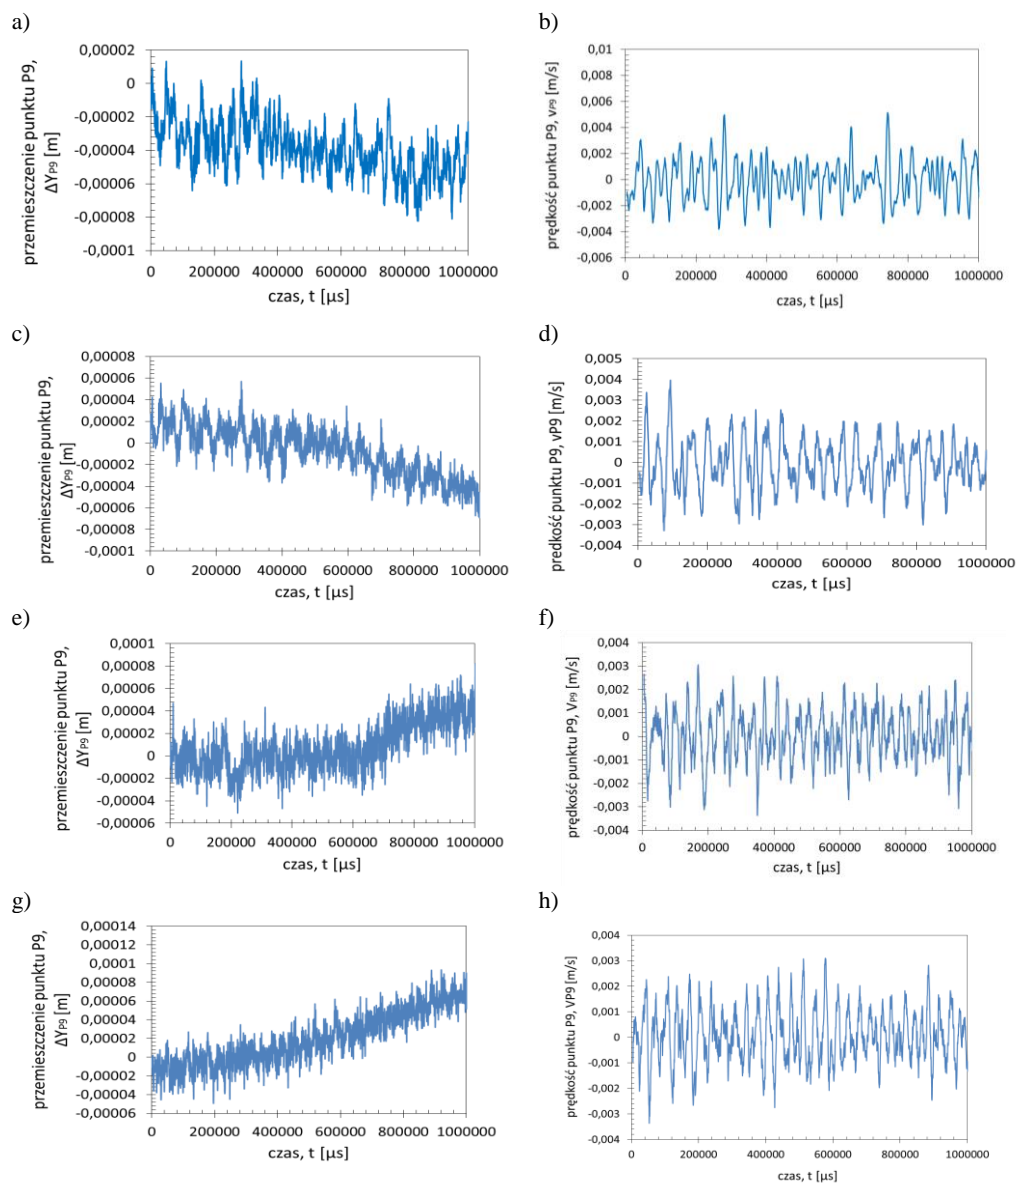 a)
przemieszczenie punktu P9,
ΔYP9 [m]
0,00002
0
-0,00002
-0,00004
-0,00006
-0,00008
-0,0001
0 200000 400000 600000 800000 1000000
czas, t [µs]
b)
prędkość punktu P9, vP9 [m/s]
0,01
0,008
0,006
0,004
0,002
0
-0,002
-0,004
-0,006
0 200000 400000 600000 800000 1000000
czas, t [µs]
c)
przemieszczenie punktu P9,
ΔYP9 [m]
0,00008
0,00006
0,00004
0,00002
0
-0,00002
-0,00004
-0,00006
-0,00008
-0,0001
0 200000 400000 600000 800000 1000000
czas, t [µs]
d)
predkość punktu P9, vP9 [m/s]
0,005
0,004
0,003
0,002
0,001
0
-0,001
-0,002
-0,003
-0,004
0 200000 400000 600000 800000 1000000
czas, t [µs]
e)
przemieszczenie punktu P9,
ΔYP9 [m]
0,0001
0,00008
0,00006
0,00004
0,00002
0
-0,00002
-0,00004
-0,00006
0 200000 400000 600000 800000 1000000
czas, t [µs]
f)
prędkość punktu P9, VP9 [m/s]
0,004
0,003
0,002
0,001
0
-0,001
-0,002
-0,003
-0,004
0 200000 400000 600000 800000 1000000
czas, t [µs]
g)
przemieszczenie punktu P9,
ΔYP9 [m]
0,00014
0,00012
0,0001
0,00008
0,00006
0,00004
0,00002
0
-0,00002
-0,00004
-0,00006
0 200000 400000 600000 800000 1000000
czas, t [µs]
h)
prędkość punktu P9, VP9 [m/s]
0,004
0,003
0,002
0,001
0
-0,001
-0,002
-0,003
-0,004
0 200000 400000 600000 800000 1000000
czas, t [µs]